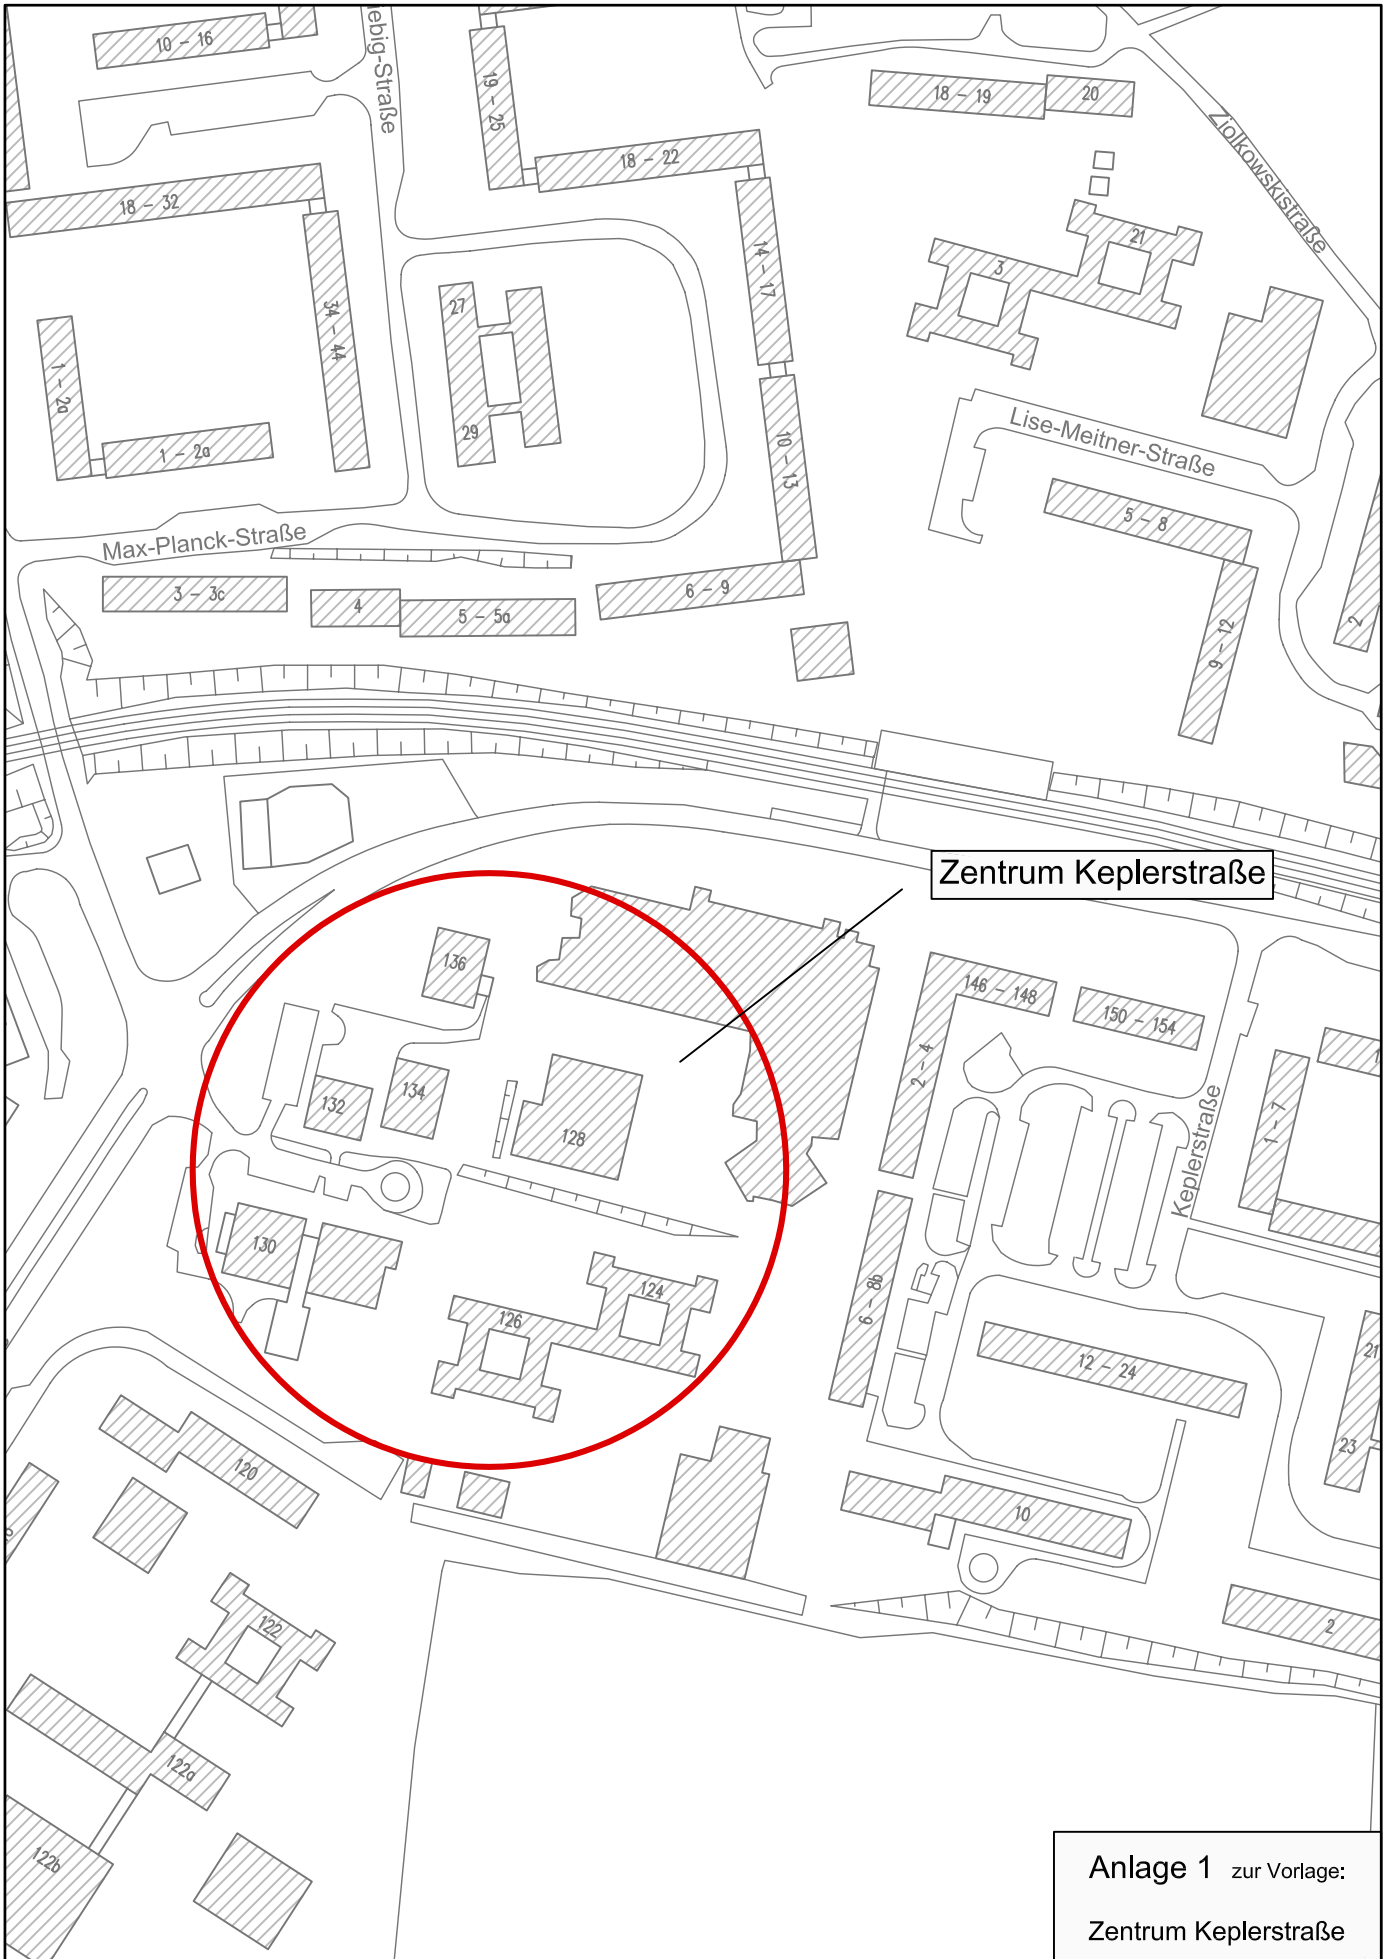 10 – 16
iebig-Straße
19 – 25
18 – 19
20
Ziolkowskistraße
18 – 22
18 – 32
14 – 17
21
3
27
34 – 44
1 – 2a
29
1 – 2a
10 – 13
Lise-Meitner-Straße
5 – 8
Max-Planck-Straße
3 – 3c
4
5 – 5a
6 – 9
9 – 12
2
Zentrum Keplerstraße
136
146 – 148
150 – 154
2 – 4
134
132
128
Keplerstraße
1 – 7
1
130
124
126
6 – 8b
12 – 24
21
23
120
10
122
2
122a
122b
Anlage 1 zur Vorlage:
Zentrum Keplerstraße